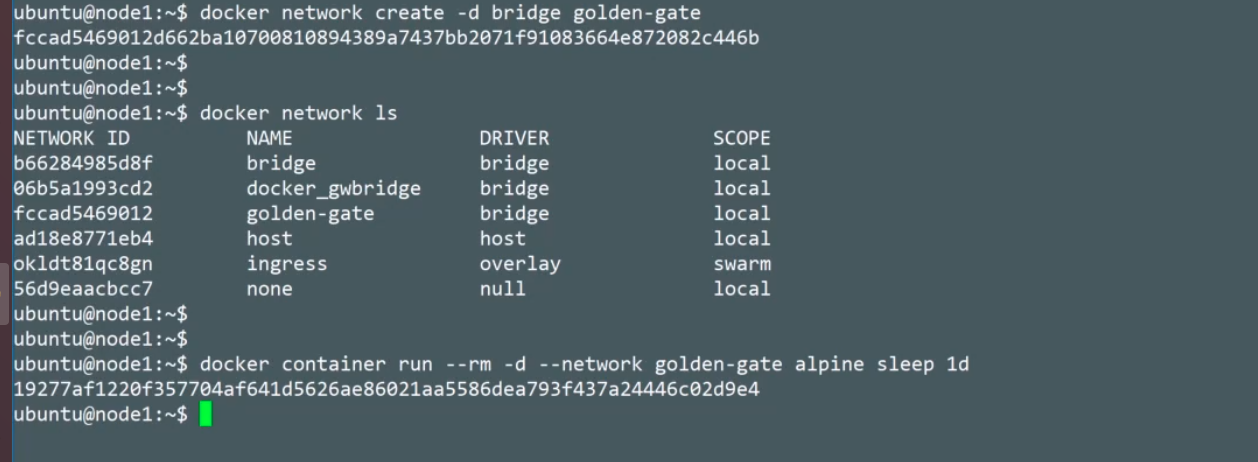 ubuntu@node1:~$ docker network create -d bridge golden-gate
fccad5469012d662ba10700810894389a7437bb2071f91083664e872082c446b
ubuntu@node1:~$
ubuntu@node1:~$
ubuntu@node1:~$ docker network ls
NETWORK ID          NAME                DRIVER              SCOPE
b66284985d8f        bridge              bridge              local
06b5a1993cd2        docker_gwbridge     bridge              local
fccad5469012        golden-gate         bridge              local
ad18e8771eb4        host                host                local
okldt81qc8gn        ingress             overlay             swarm
56d9eaacbcc7        none                null                local
ubuntu@node1:~$
ubuntu@node1:~$
ubuntu@node1:~$ docker container run --rm -d --network golden-gate alpine sleep 1d
19277af1220f357704af641d5626ae86021aa5586dea793f437a24446c02d9e4
ubuntu@node1:~$